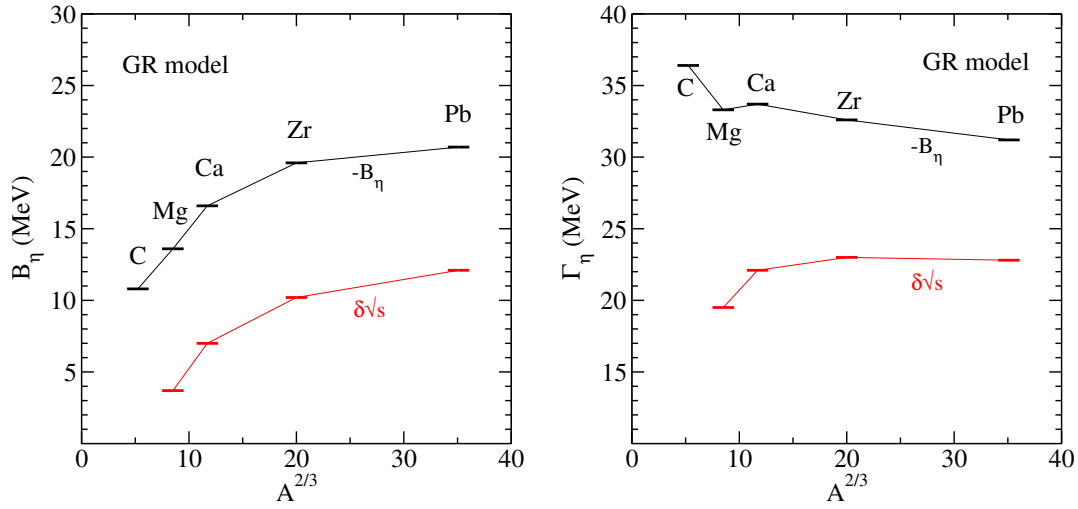 30
25
20
15
10
5
0
10
20
30
40
B_η (MeV)
A^{2/3}
GR model
C
Mg
Ca
Zr
Pb
-B_η
δ√s
35
30
25
20
15
0
10
20
30
40
Γ_η (MeV)
A^{2/3}
GR model
C
Mg
Ca
Zr
Pb
-B_η
δ√s
40